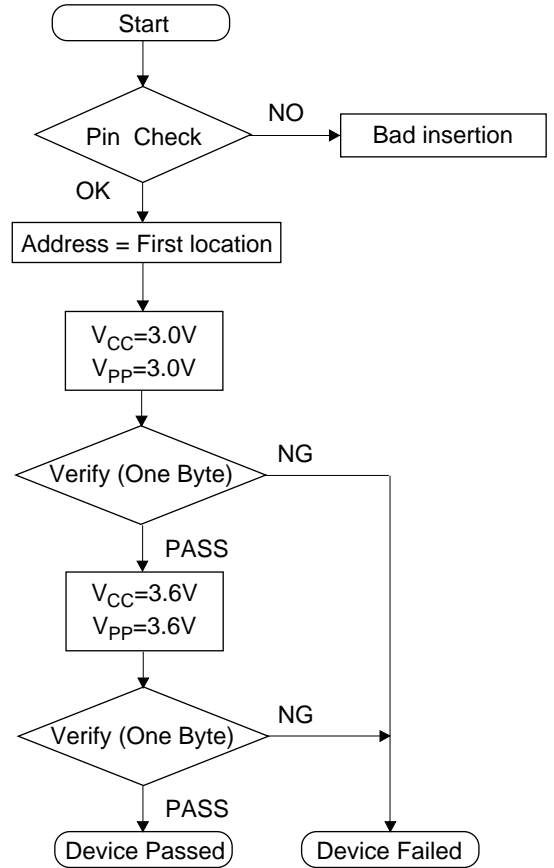 Start
Pin Check
NO
Bad insertion
OK
Address = First location
VCC=3.0V
VPP=3.0V
Verify (One Byte)
NG
PASS
VCC=3.6V
VPP=3.6V
Verify (One Byte)
NG
PASS
Device Passed
Device Failed